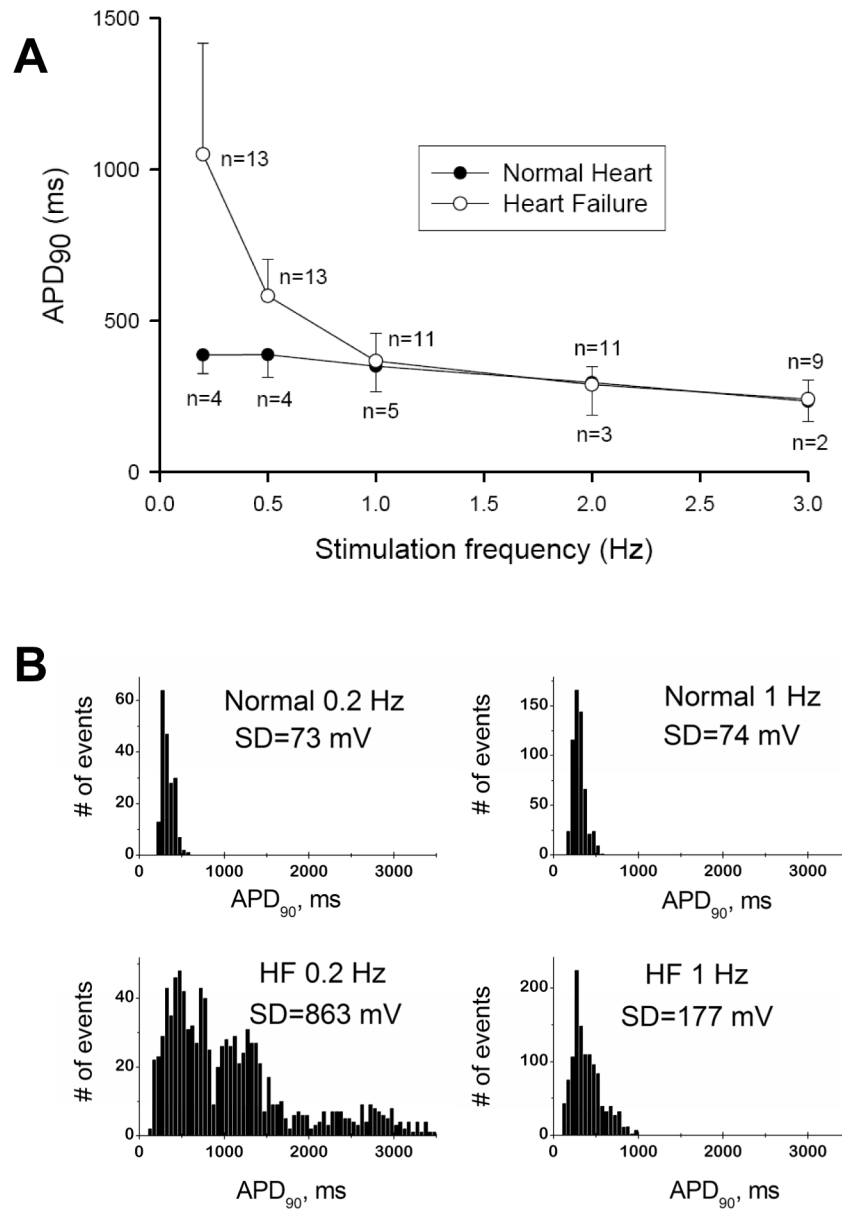 A
1500
1000
500
0
APD90 (ms)
n=13
n=13
n=11
n=11
n=9
n=4
n=4
n=5
n=3
n=2
Normal Heart
Heart Failure
0.0 0.5 1.0 1.5 2.0 2.5 3.0
Stimulation frequency (Hz)
B
Normal 0.2 Hz
SD=73 mV
# of events
60
40
20
0
0 1000 2000 3000
APD90, ms
Normal 1 Hz
SD=74 mV
# of events
175
150
125
100
75
50
25
0
0 1000 2000 3000
APD90, ms
HF 0.2 Hz
SD=863 mV
# of events
40
20
0
0 1000 2000 3000
APD90, ms
HF 1 Hz
SD=177 mV
# of events
200
100
0
0 1000 2000 3000
APD90, ms